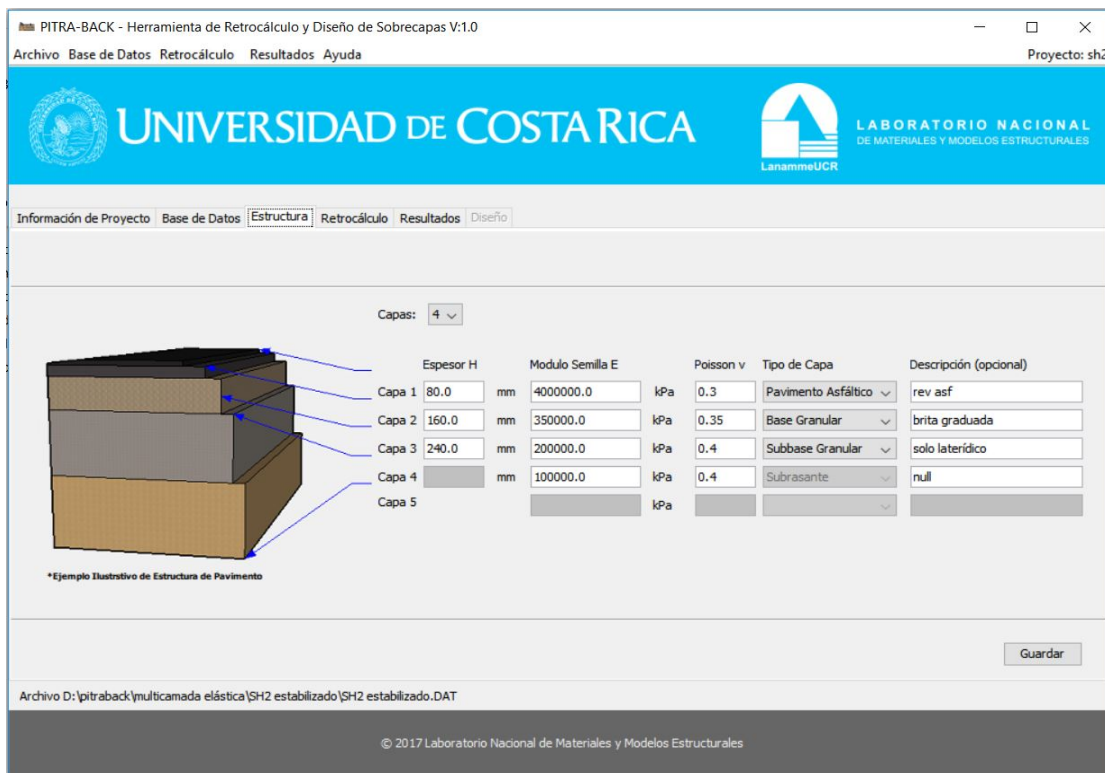 PITRA-BACK - Herramienta de Retrocálculo y Diseño de Sobrecapas V:1.0
Archivo Base de Datos Retrocálculo Resultados Ayuda Proyecto: sh2
UNIVERSIDAD DE COSTA RICA
LanammeUCR
LABORATORIO NACIONAL
DE MATERIALES Y MODELOS ESTRUCTURALES
Información de Proyecto Base de Datos Estructura Retrocálculo Resultados Diseño
Capas: 4
Espesor H Modulo Semilla E Poisson v Tipo de Capa Descripción (opcional)
Capa 1 80.0 mm 4000000.0 kPa 0.3 Pavimento Asfáltico rev asf
Capa 2 160.0 mm 350000.0 kPa 0.35 Base Granular brita graduada
Capa 3 240.0 mm 200000.0 kPa 0.4 Subbase Granular solo laterídico
Capa 4 mm 100000.0 kPa 0.4 Subrasante null
Capa 5 kPa
*Ejemplo Ilustrstivo de Estructura de Pavimento
Guardar
Archivo D:\pitraback\multicamada elástica\SH2 estabilizado\SH2 estabilizado.DAT
© 2017 Laboratorio Nacional de Materiales y Modelos Estructurales